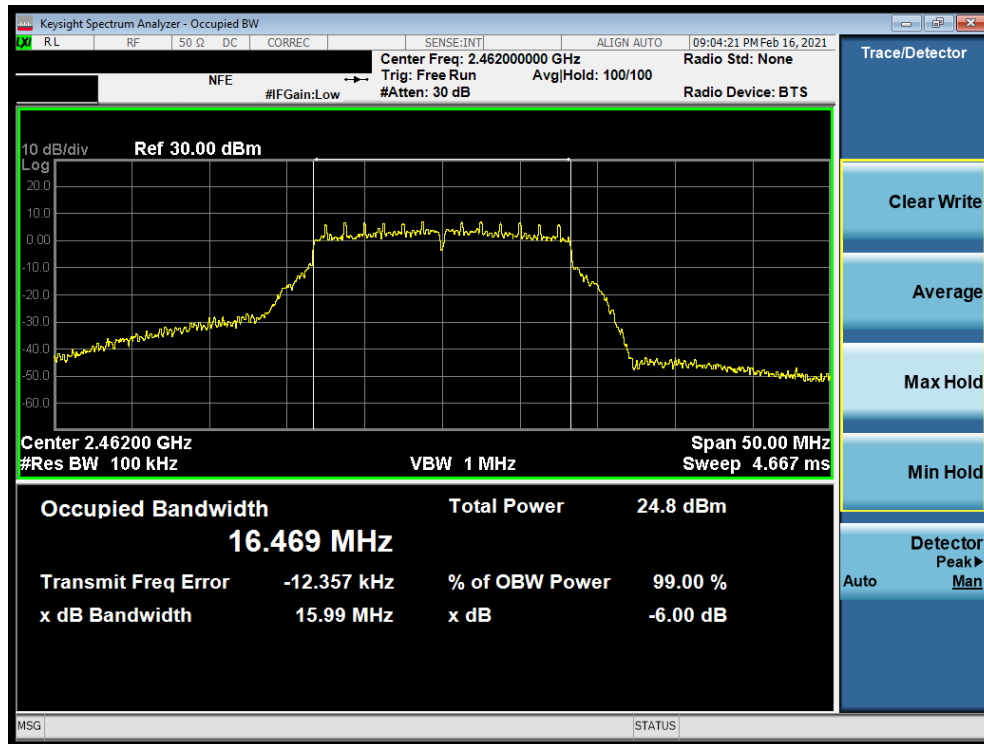 Keysight Spectrum Analyzer - Occupied BW
LXI RL RF 50 Ω DC CORREC SENSE:INT ALIGN AUTO 09:04:21 PM Feb 16, 2021
Center Freq: 2.462000000 GHz Radio Std: None
NFE Trig: Free Run Avg|Hold: 100/100
#IFGain:Low #Atten: 30 dB Radio Device: BTS
10 dB/div Ref 30.00 dBm
Log
20.0
10.0
0.00
-10.0
-20.0
-30.0
-40.0
-50.0
-60.0
Center 2.46200 GHz Span 50.00 MHz
#Res BW 100 kHz VBW 1 MHz Sweep 4.667 ms
Occupied Bandwidth Total Power 24.8 dBm
16.469 MHz
Transmit Freq Error -12.357 kHz % of OBW Power 99.00 %
x dB Bandwidth 15.99 MHz x dB -6.00 dB
MSG STATUS
Trace/Detector
Clear Write
Average
Max Hold
Min Hold
Detector
Peak▶
Auto Man